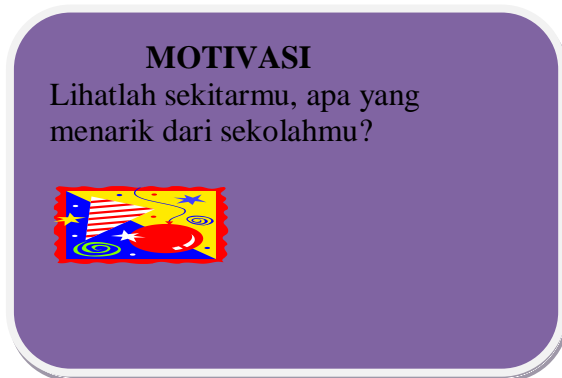 MOTIVASI
Lihatlah sekitarmu, apa yang
menarik dari sekolahmu?